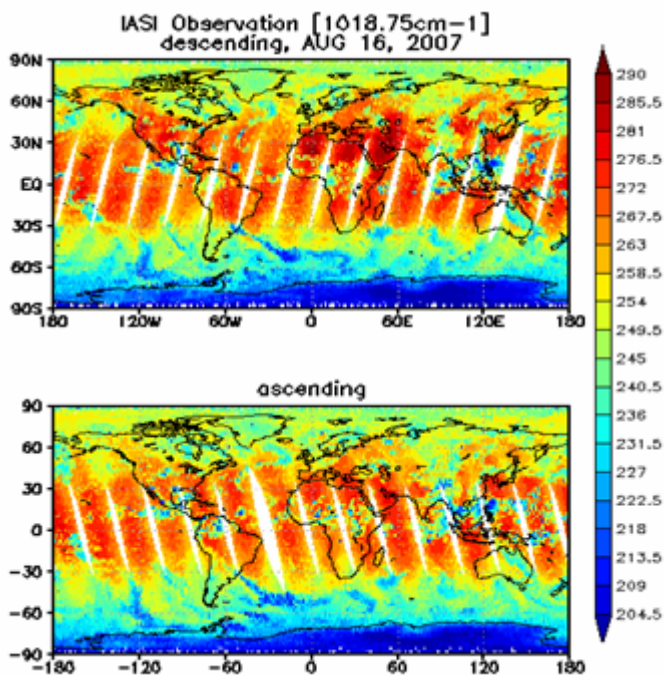 IASI Observation [1018.75cm-1]
descending, AUG 16, 2007
90N
60N
30N
EQ
30S
60S
90S
180 120W 60W 0 60E 120E 180
ascending
90
60
30
0
-30
-60
-90
-180 -120 -60 0 60 120 180
290
285.5
281
276.5
272
267.5
263
258.5
254
249.5
245
240.5
236
231.5
227
222.5
218
213.5
209
204.5